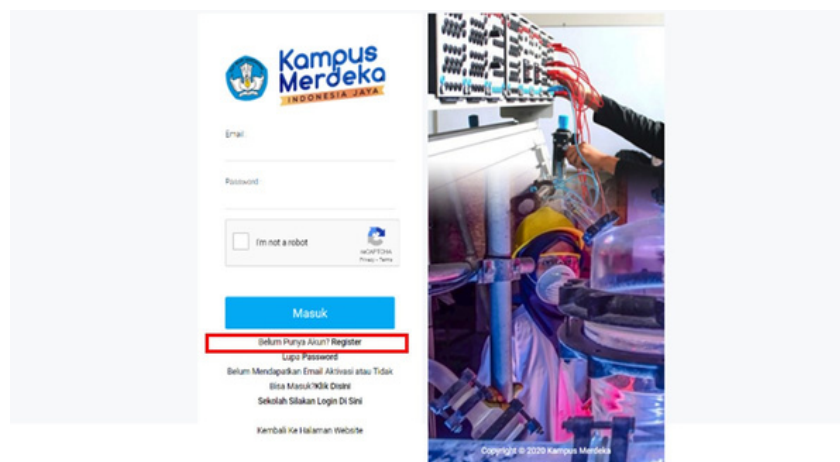 Kampus
Merdeka
INDONESIA JAYA
Email
Password
I'm not a robot
reCAPTCHA
Privacy - Terms
Masuk
Belum Punya Akun? Register
Lupa Password
Belum Mendapatkan Email Aktivasi atau Tidak
Bisa Masuk?Klik Disini
Sekolah Silakan Login Di Sini
Kembali Ke Halaman Website
Copyright © 2020 Kampus Merdeka